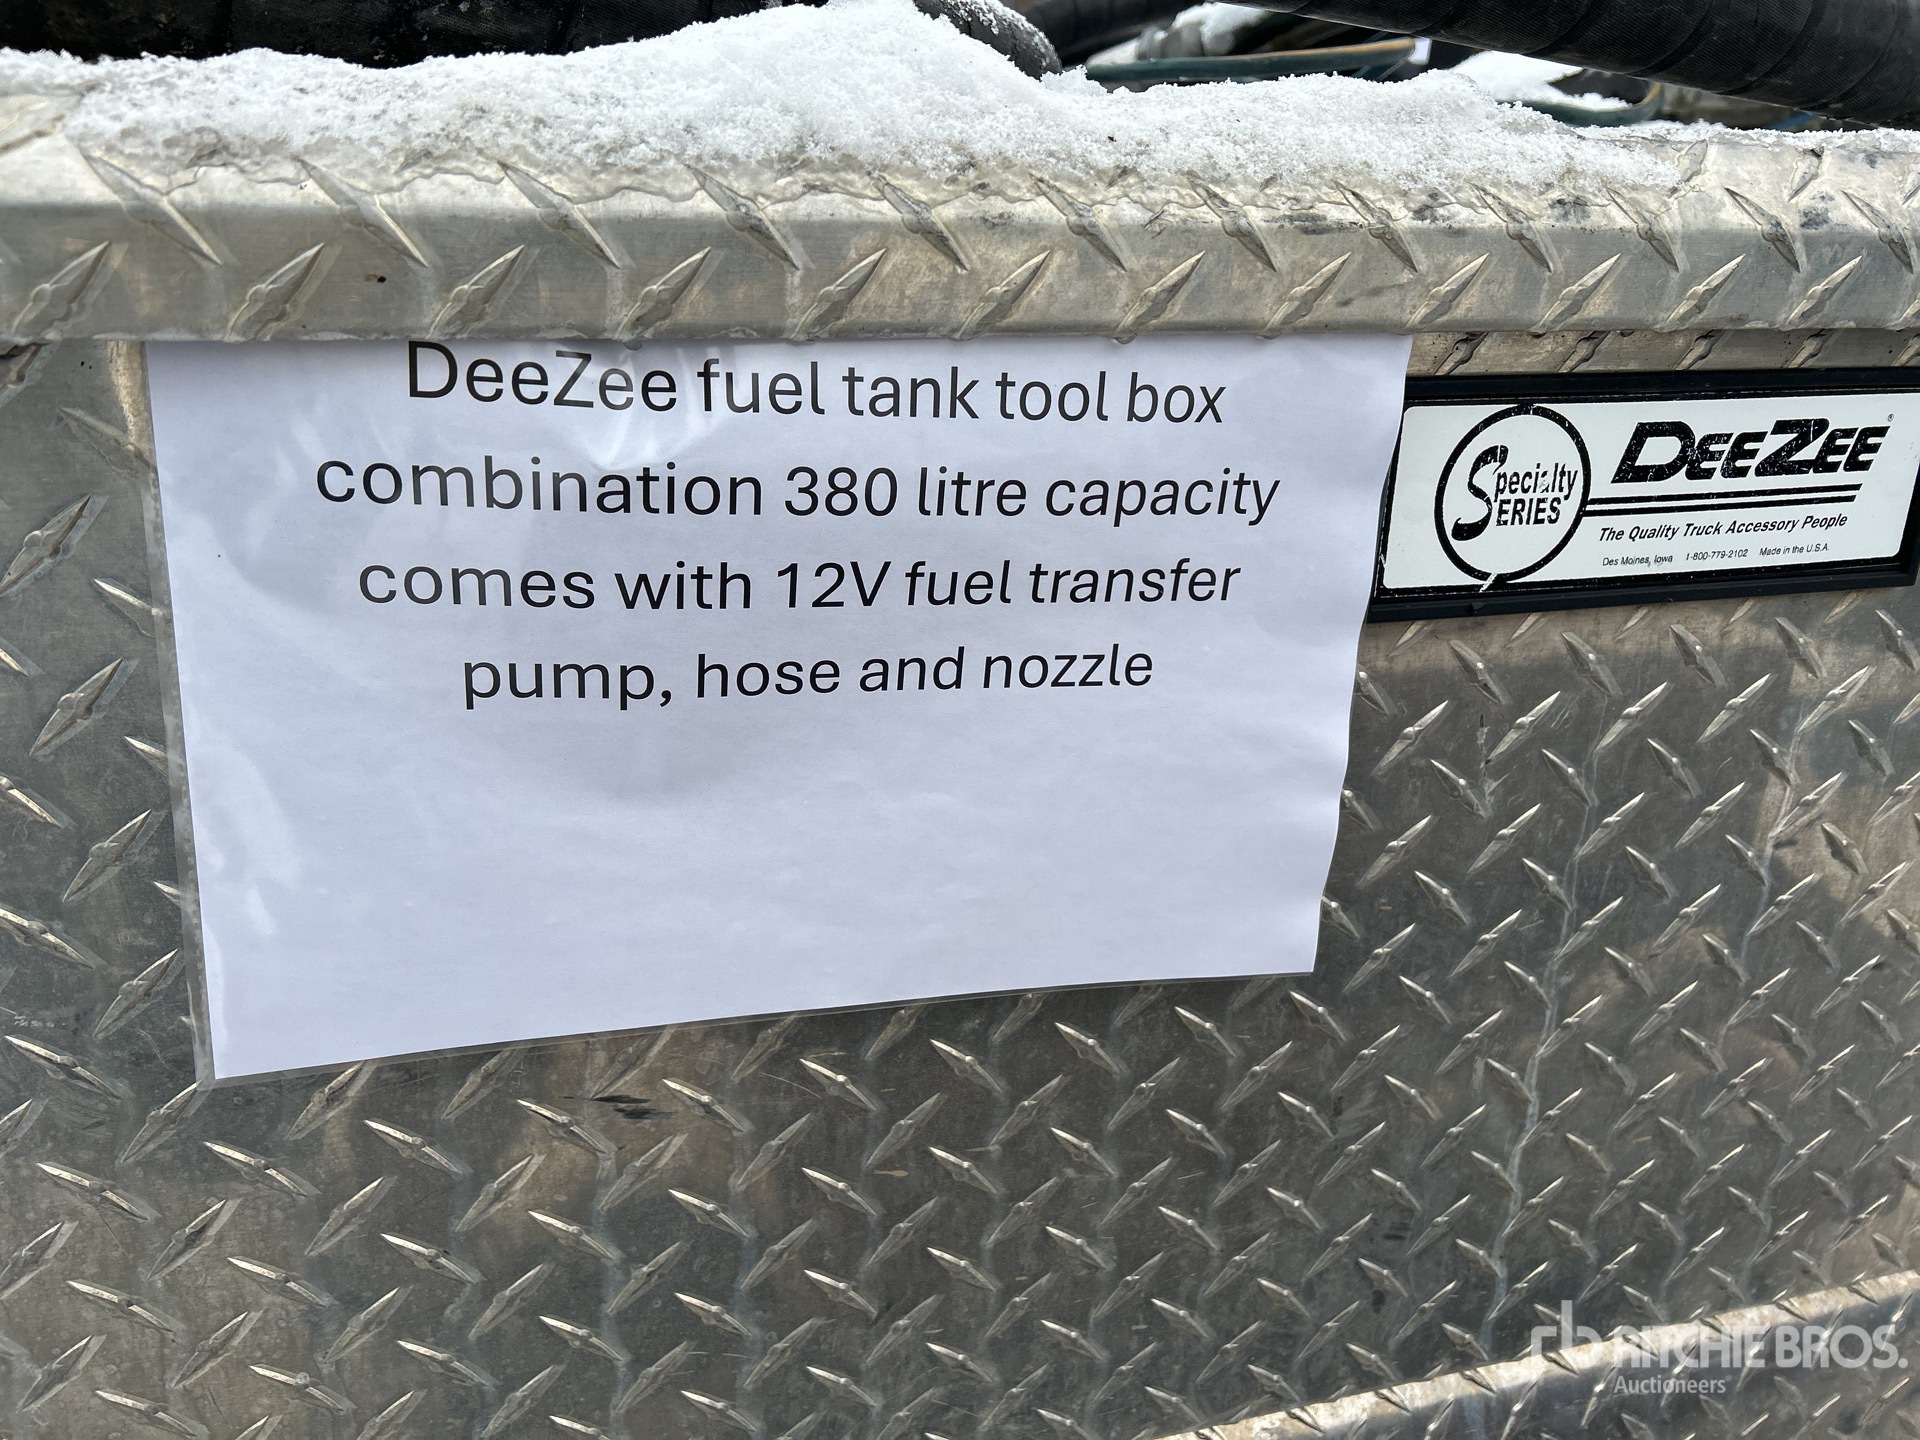 DeeZee fuel tank tool box
combination 380 litre capacity
comes with 12V fuel transfer
pump, hose and nozzle
Specialty
SERIES
DEEZEE®
The Quality Truck Accessory People
Des Moines, Iowa 1-800-779-2102 Made in the U.S.A.
rb RITCHIE BROS.
Auctioneers